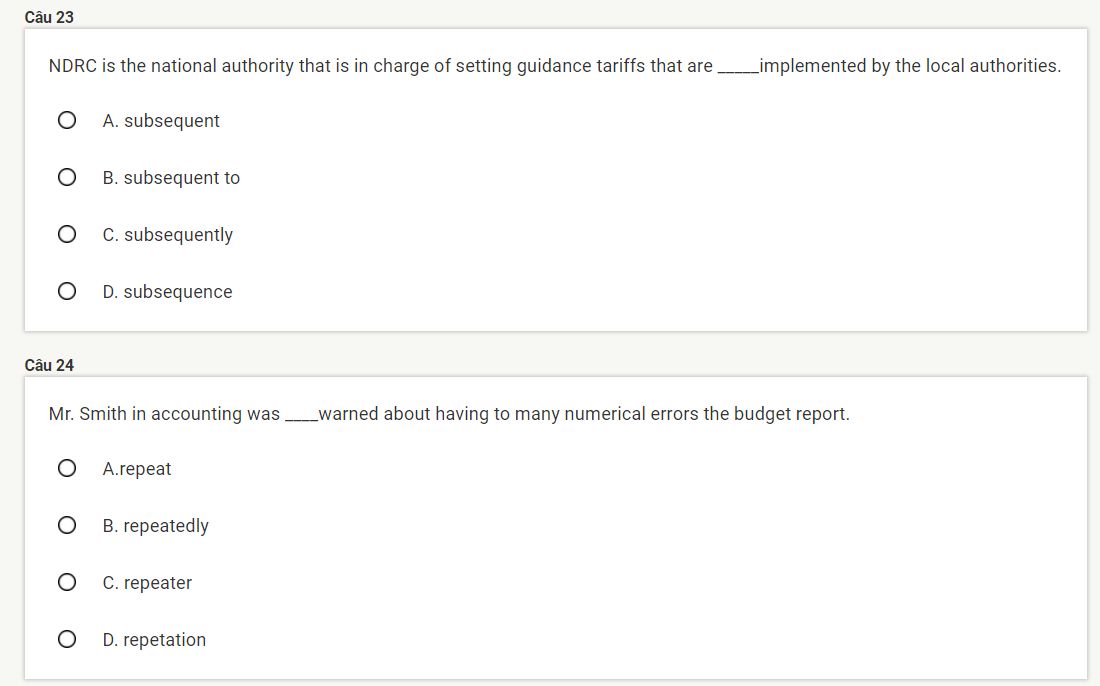 Câu 23
NDRC is the national authority that is in charge of setting guidance tariffs that are _____implemented by the local authorities.
A. subsequent
B. subsequent to
C. subsequently
D. subsequence
Câu 24
Mr. Smith in accounting was ____warned about having to many numerical errors the budget report.
A.repeat
B. repeatedly
C. repeater
D. repetation